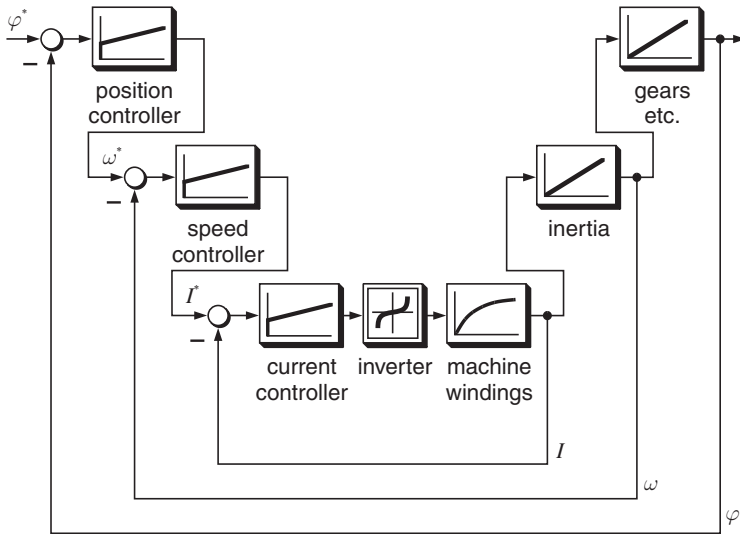 φ*
−
position
controller
gears
etc.
ω*
−
speed
controller
inertia
I*
−
current
controller
inverter
machine
windings
I
ω
φ